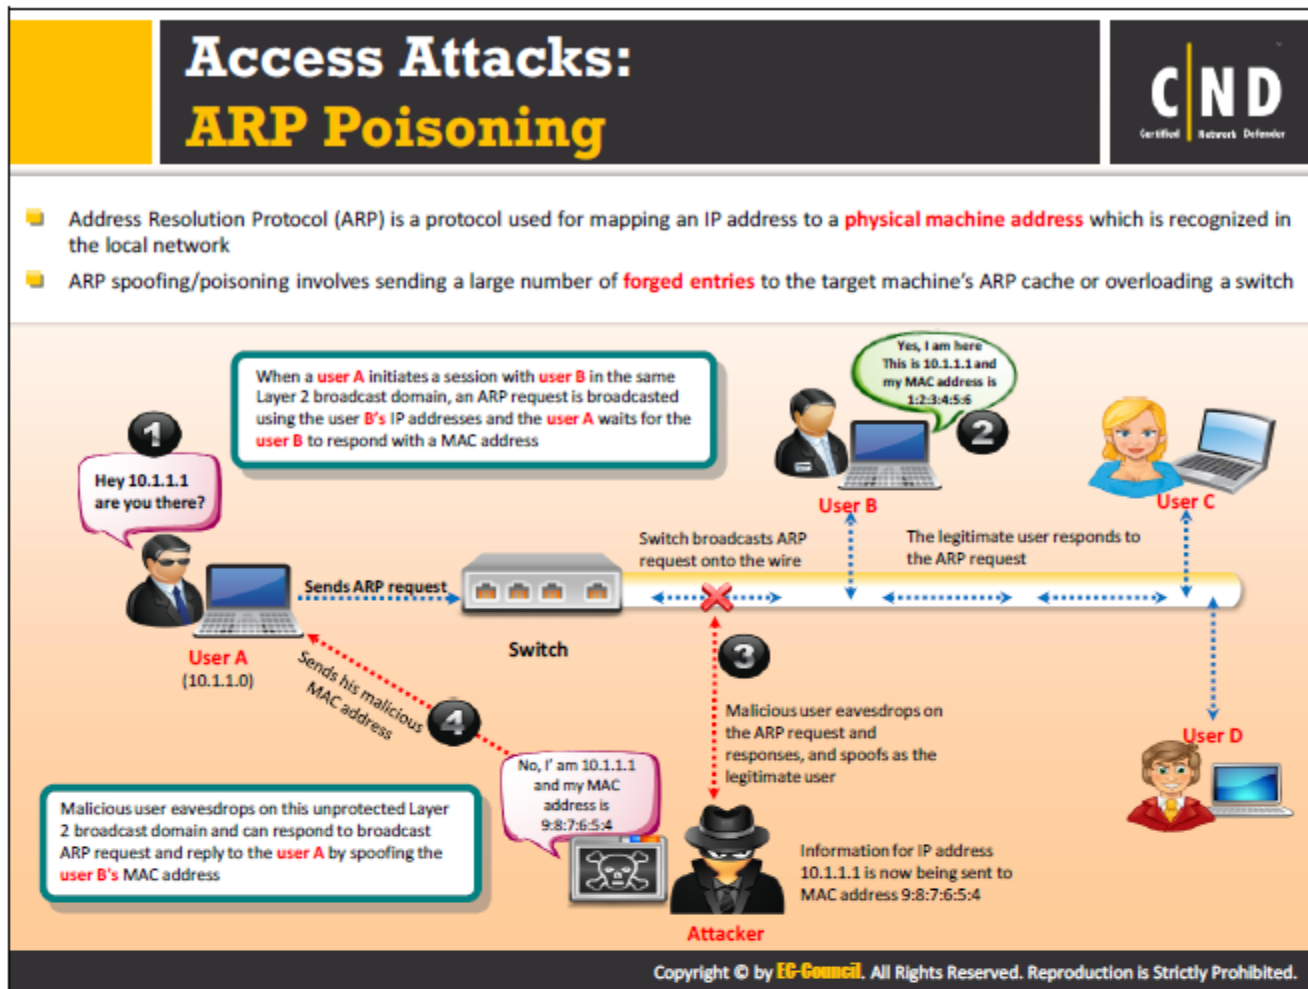 Access Attacks:
ARP Poisoning
C|ND
Certified Network Defender
Address Resolution Protocol (ARP) is a protocol used for mapping an IP address to a physical machine address which is recognized in
the local network
ARP spoofing/poisoning involves sending a large number of forged entries to the target machine's ARP cache or overloading a switch
When a user A initiates a session with user B in the same
Layer 2 broadcast domain, an ARP request is broadcasted
using the user B's IP addresses and the user A waits for the
user B to respond with a MAC address
1
Hey 10.1.1.1
are you there?
User A
(10.1.1.0)
Sends ARP request
Switch
Switch broadcasts ARP
request onto the wire
Yes, I am here
This is 10.1.1.1 and
my MAC address is
1:2:3:4:5:6
2
User B
The legitimate user responds to
the ARP request
User C
User D
3
Malicious user eavesdrops on
the ARP request and
responses, and spoofs as the
legitimate user
4
Sends his malicious
MAC address
No, I' am 10.1.1.1
and my MAC
address is
9:8:7:6:5:4
Malicious user eavesdrops on this unprotected Layer
2 broadcast domain and can respond to broadcast
ARP request and reply to the user A by spoofing the
user B's MAC address
Attacker
Information for IP address
10.1.1.1 is now being sent to
MAC address 9:8:7:6:5:4
Copyright © by EC-Council. All Rights Reserved. Reproduction is Strictly Prohibited.